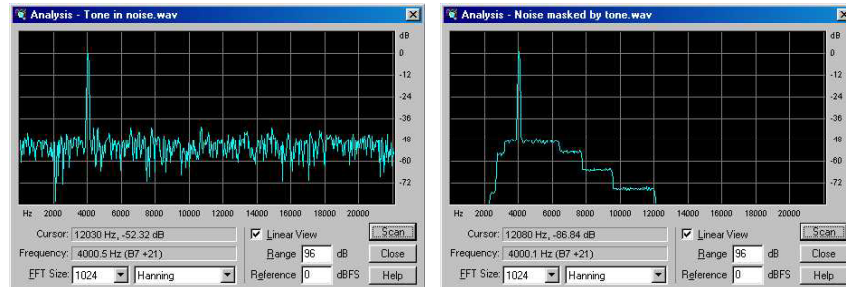 Analysis - Tone in noise.wav
dB
0
-12
-24
-36
-48
-60
-72
Hz 2000 4000 6000 8000 10000 12000 14000 16000 18000 20000
Cursor: 12030 Hz, -52.32 dB
Linear View
Scan
Frequency: 4000.5 Hz (B7 +21)
Range 96 dB
Close
FFT Size: 1024 Hanning
Reference 0 dBFS
Help
Analysis - Noise masked by tone.wav
dB
0
-12
-24
-36
-48
-60
-72
Hz 2000 4000 6000 8000 10000 12000 14000 16000 18000 20000
Cursor: 12080 Hz, -86.84 dB
Linear View
Scan
Frequency: 4000.1 Hz (B7 +21)
Range 96 dB
Close
FFT Size: 1024 Hanning
Reference 0 dBFS
Help